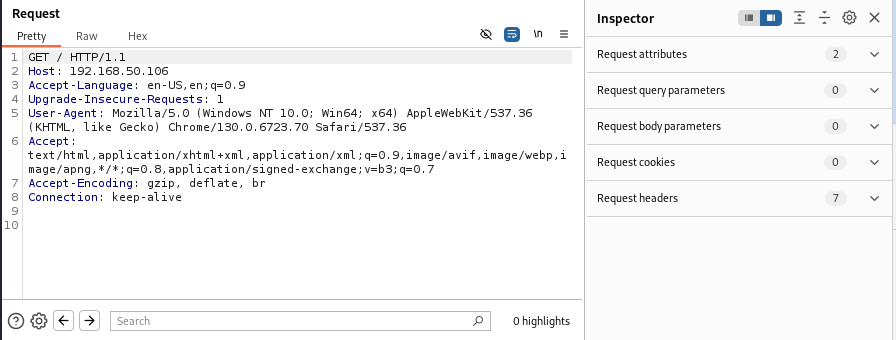 Request
Pretty Raw Hex
\n
1 GET / HTTP/1.1
2 Host: 192.168.50.106
3 Accept-Language: en-US,en;q=0.9
4 Upgrade-Insecure-Requests: 1
5 User-Agent: Mozilla/5.0 (Windows NT 10.0; Win64; x64) AppleWebKit/537.36
(KHTML, like Gecko) Chrome/130.0.6723.70 Safari/537.36
6 Accept:
text/html,application/xhtml+xml,application/xml;q=0.9,image/avif,image/webp,i
mage/apng,*/*;q=0.8,application/signed-exchange;v=b3;q=0.7
7 Accept-Encoding: gzip, deflate, br
8 Connection: keep-alive
9
10
Search
0 highlights
Inspector
Request attributes 2
Request query parameters 0
Request body parameters 0
Request cookies 0
Request headers 7